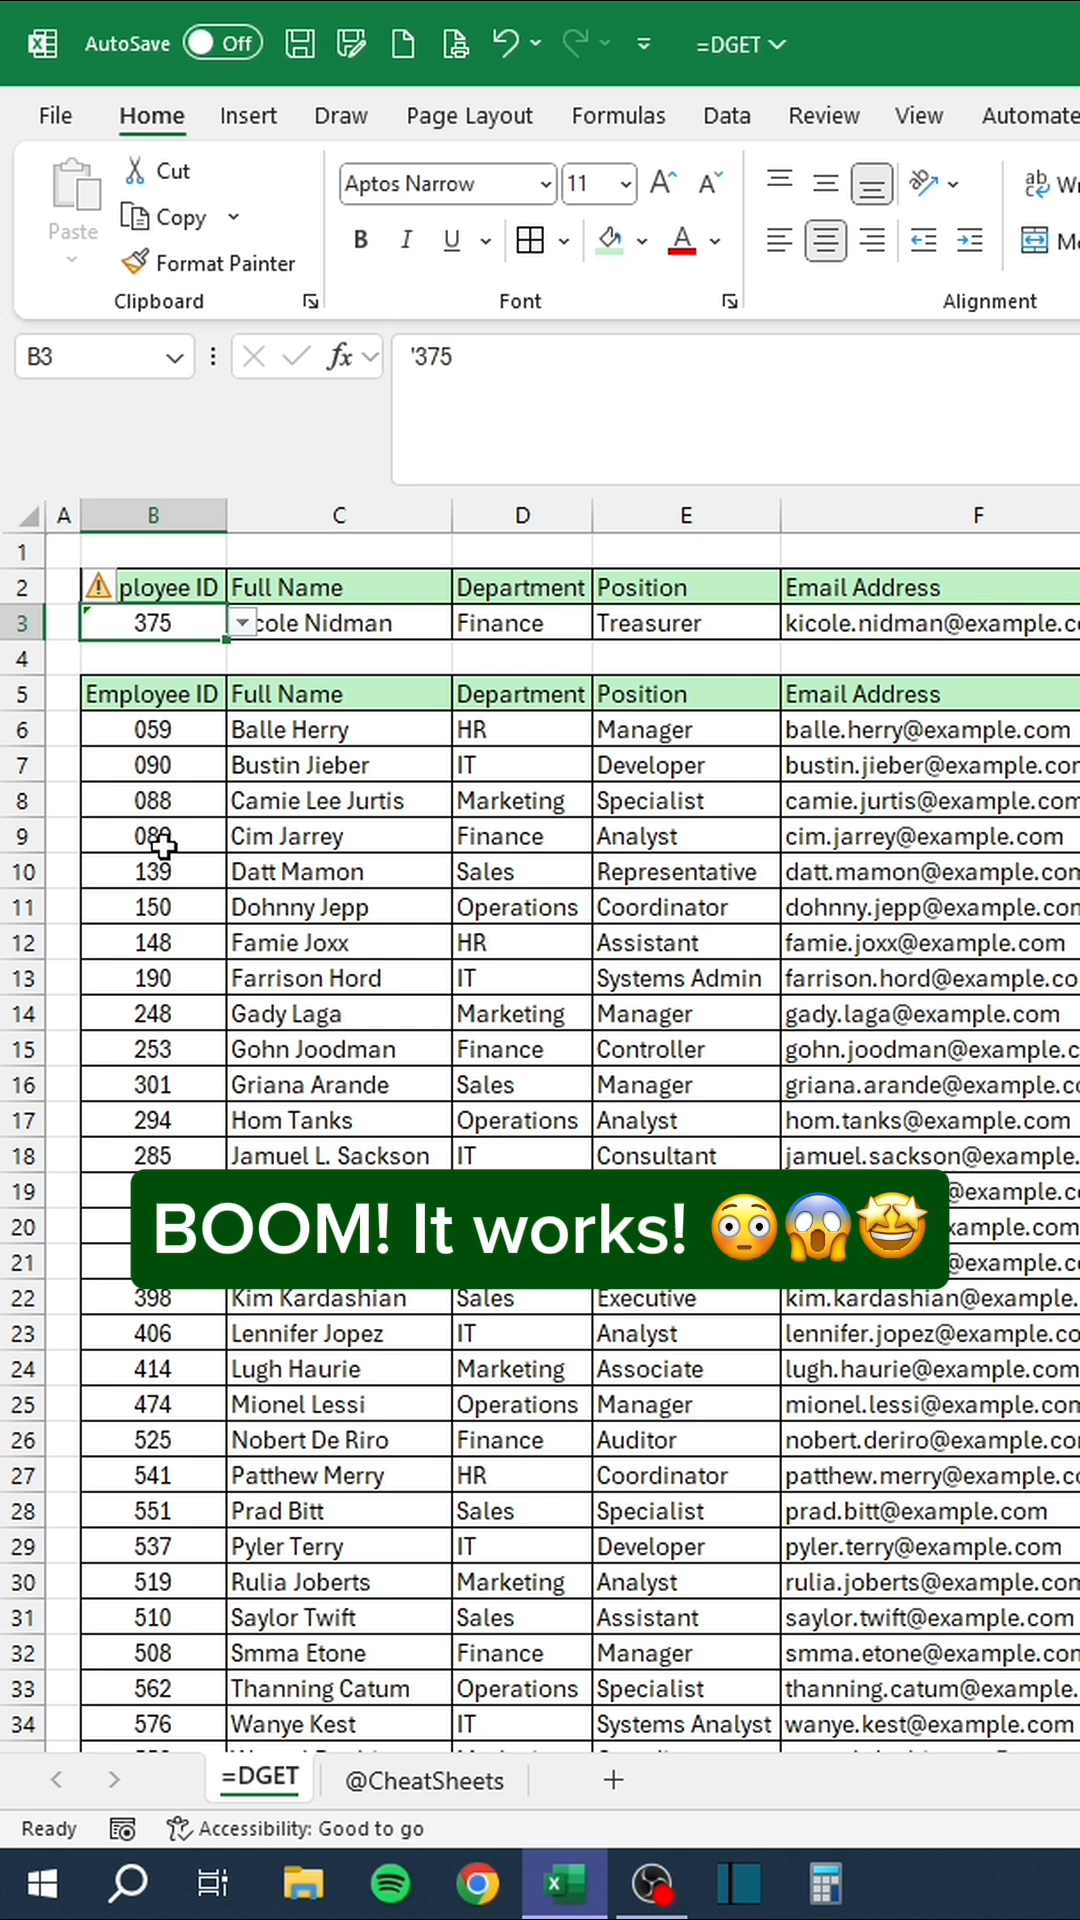 AutoSave Off =DGET
File Home Insert Draw Page Layout Formulas Data Review View Automate
Paste Cut Copy Format Painter
Aptos Narrow 11
B I U A
Clipboard Font Alignment
B3 fx '375
A B C D E F
1
2 ployee ID Full Name Department Position Email Address
3 375 cole Nidman Finance Treasurer kicole.nidman@example.c
4
5 Employee ID Full Name Department Position Email Address
6 059 Balle Herry HR Manager balle.herry@example.com
7 090 Bustin Jieber IT Developer bustin.jieber@example.co
8 088 Camie Lee Jurtis Marketing Specialist camie.jurtis@example.com
9 Cim Jarrey Finance Analyst cim.jarrey@example.com
10 139 Datt Mamon Sales Representative datt.mamon@example.com
11 150 Dohnny Jepp Operations Coordinator dohnny.jepp@example.co
12 148 Famie Joxx HR Assistant famie.joxx@example.com
13 190 Farrison Hord IT Systems Admin farrison.hord@example.co
14 248 Gady Laga Marketing Manager gady.laga@example.com
15 253 Gohn Joodman Finance Controller gohn.joodman@example.c
16 301 Griana Arande Sales Manager griana.arande@example.co
17 294 Hom Tanks Operations Analyst hom.tanks@example.com
18 285 Jamuel L. Sackson IT Consultant jamuel.sackson@example.
19 @example.co
20 xample.com
21 @example.c
BOOM! It works!
22 398 Kim Kardashian Sales Executive kim.kardashian@example.
23 406 Lennifer Jopez IT Analyst lennifer.jopez@example.co
24 414 Lugh Haurie Marketing Associate lugh.haurie@example.com
25 474 Mionel Lessi Operations Manager mionel.lessi@example.com
26 525 Nobert De Riro Finance Auditor nobert.deriro@example.co
27 541 Patthew Merry HR Coordinator patthew.merry@example.c
28 551 Prad Bitt Sales Specialist prad.bitt@example.com
29 537 Pyler Terry IT Developer pyler.terry@example.com
30 519 Rulia Joberts Marketing Analyst rulia.joberts@example.com
31 510 Saylor Twift Sales Assistant saylor.twift@example.com
32 508 Smma Etone Finance Manager smma.etone@example.co
33 562 Thanning Catum Operations Specialist thanning.catum@example.
34 576 Wanye Kest IT Systems Analyst wanye.kest@example.com
=DGET @CheatSheets
Ready Accessibility: Good to go